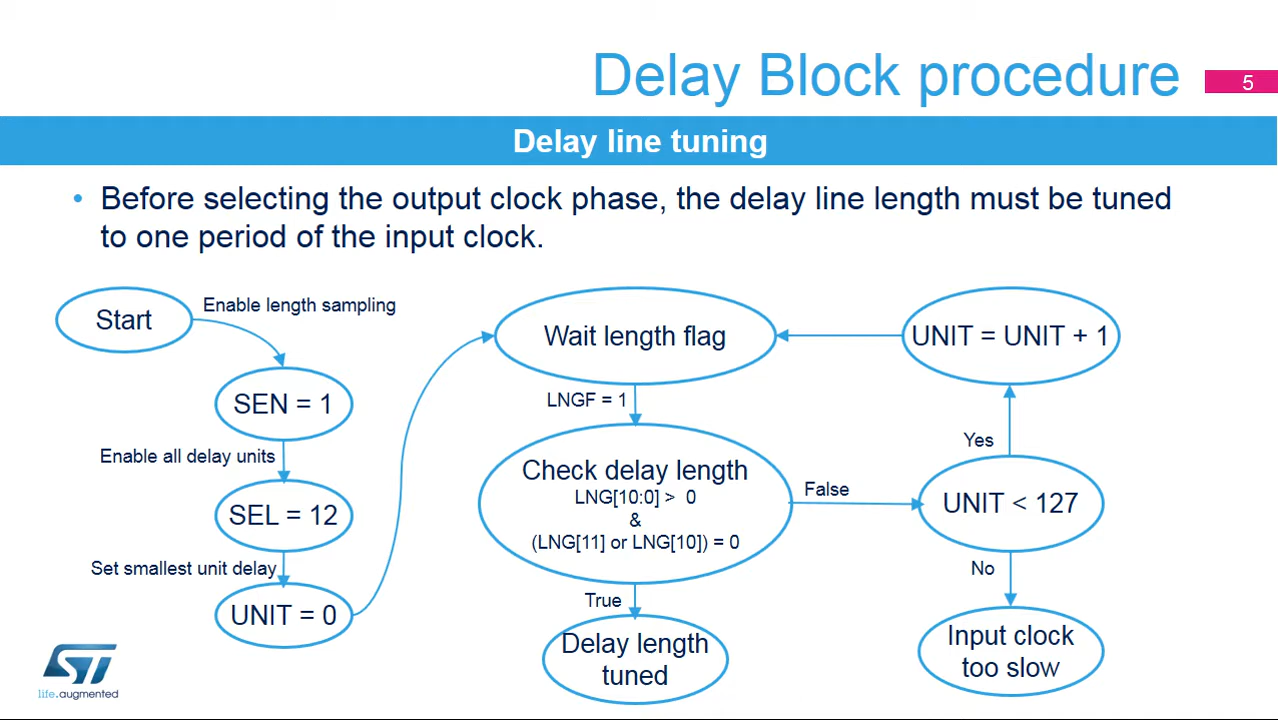 Delay Block procedure
5
Delay line tuning
• Before selecting the output clock phase, the delay line length must be tuned
to one period of the input clock.
Start
Enable length sampling
SEN = 1
Enable all delay units
SEL = 12
Set smallest unit delay
UNIT = 0
Wait length flag
LNGF = 1
Check delay length
LNG[10:0] > 0
&
(LNG[11] or LNG[10]) = 0
True
Delay length
tuned
False
UNIT < 127
Yes
UNIT = UNIT + 1
No
Input clock
too slow
ST
life.augmented